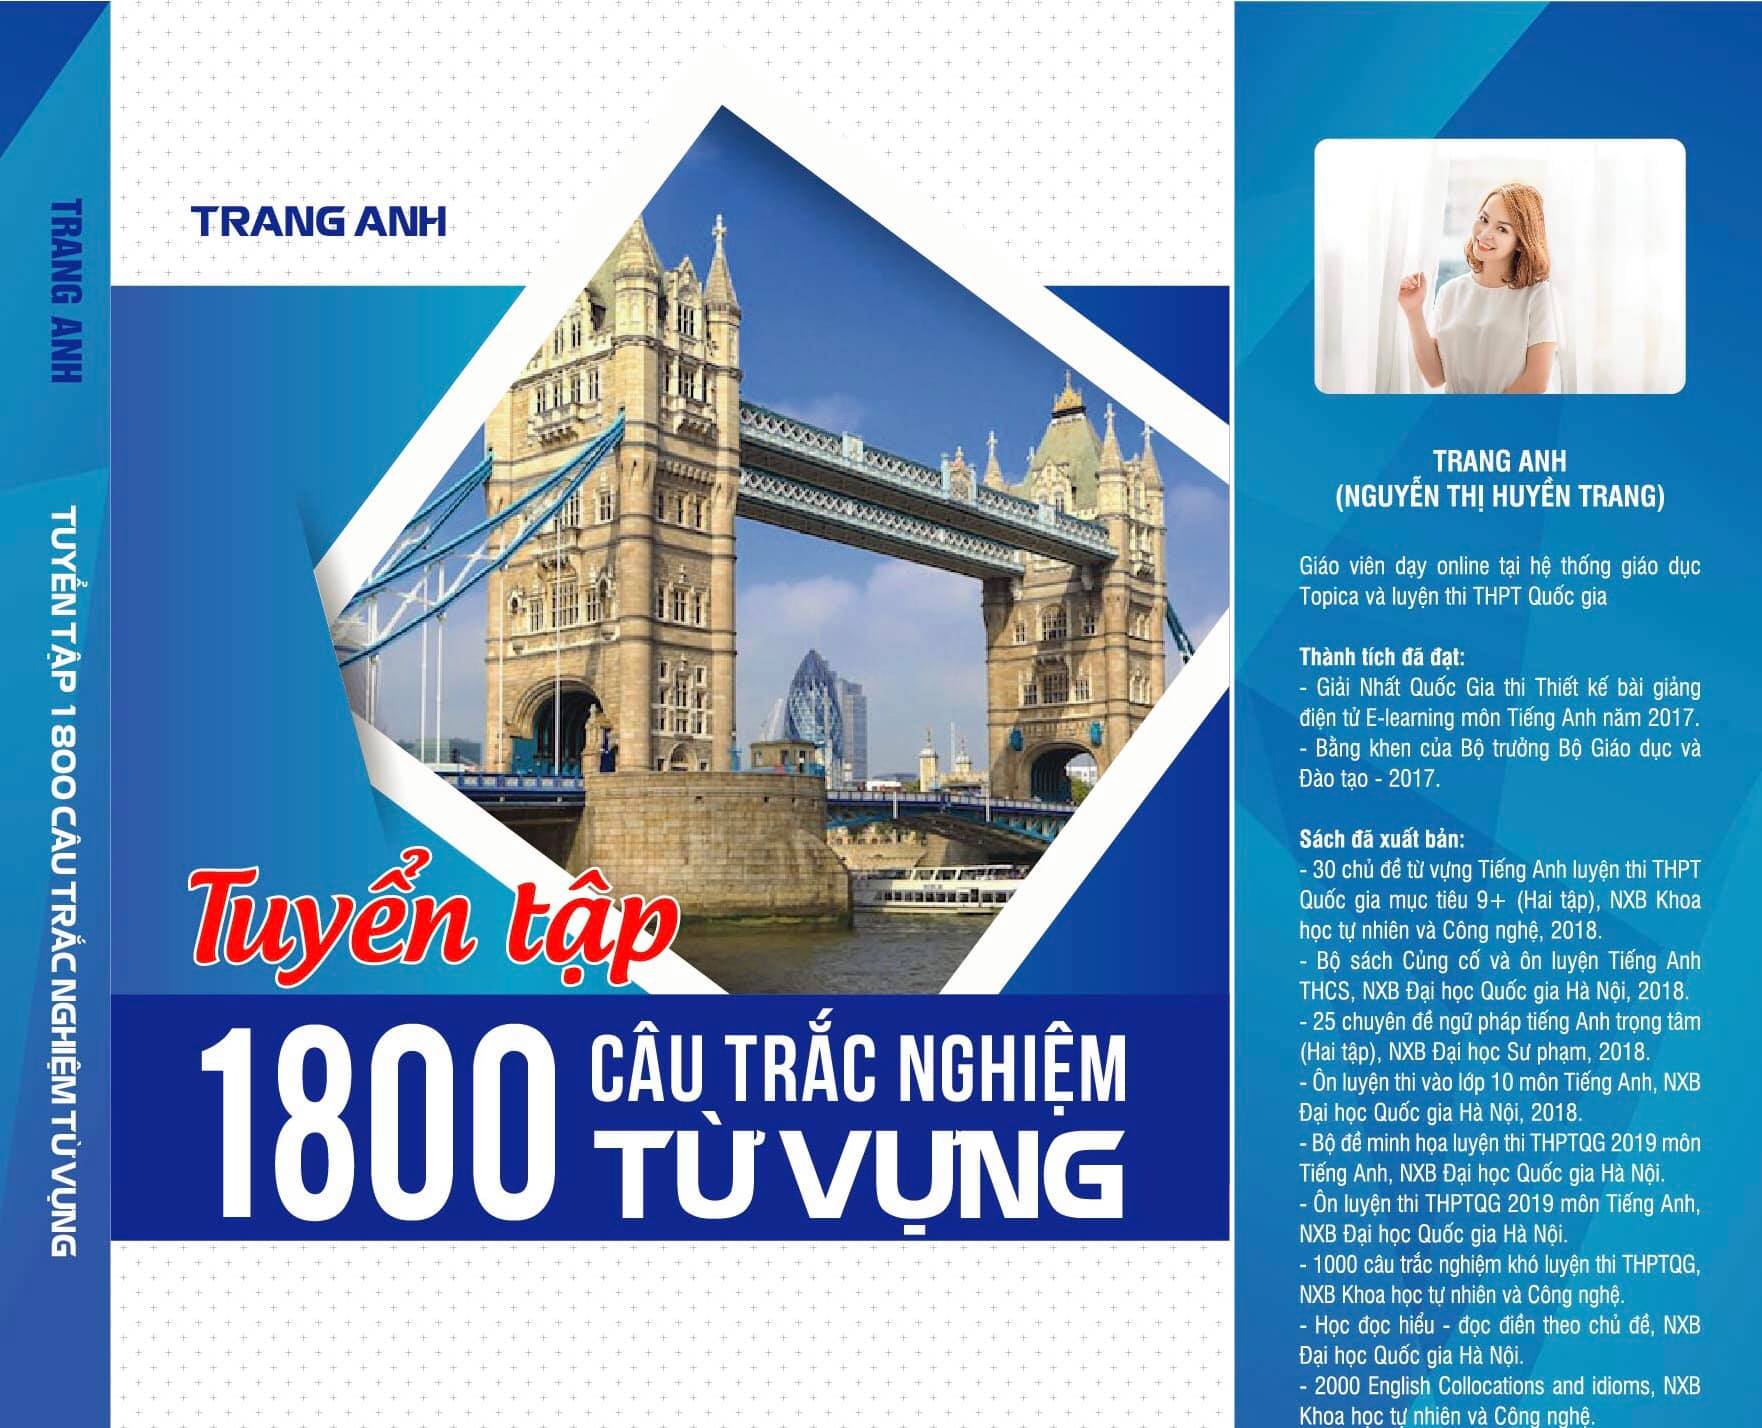 TRANG ANH
TUYỂN TẬP 1800 CÂU TRẮC NGHIỆM TỪ VỰNG
TRANG ANH
Tuyển tập
1800 CÂU TRẮC NGHIỆM
TỪ VỰNG
TRANG ANH
(NGUYỄN THỊ HUYỀN TRANG)
Giáo viên dạy online tại hệ thống giáo dục
Topica và luyện thi THPT Quốc gia
Thành tích đã đạt:
- Giải Nhất Quốc Gia thi Thiết kế bài giảng
điện tử E-learning môn Tiếng Anh năm 2017.
- Bằng khen của Bộ trưởng Bộ Giáo dục và
Đào tạo - 2017.
Sách đã xuất bản:
- 30 chủ đề từ vựng Tiếng Anh luyện thi THPT
Quốc gia mục tiêu 9+ (Hai tập), NXB Khoa
học tự nhiên và Công nghệ, 2018.
- Bộ sách Củng cố và ôn luyện Tiếng Anh
THCS, NXB Đại học Quốc gia Hà Nội, 2018.
- 25 chuyên đề ngữ pháp tiếng Anh trọng tâm
(Hai tập), NXB Đại học Sư phạm, 2018.
- Ôn luyện thi vào lớp 10 môn Tiếng Anh, NXB
Đại học Quốc gia Hà Nội, 2018.
- Bộ đề minh họa luyện thi THPTQG 2019 môn
Tiếng Anh, NXB Đại học Quốc gia Hà Nội.
- Ôn luyện thi THPTQG 2019 môn Tiếng Anh,
NXB Đại học Quốc gia Hà Nội.
- 1000 câu trắc nghiệm khó luyện thi THPTQG,
NXB Khoa học tự nhiên và Công nghệ.
- Học đọc hiểu - đọc điền theo chủ đề, NXB
Đại học Quốc gia Hà Nội.
- 2000 English Collocations and idioms, NXB
Khoa học tự nhiên và Công nghệ.